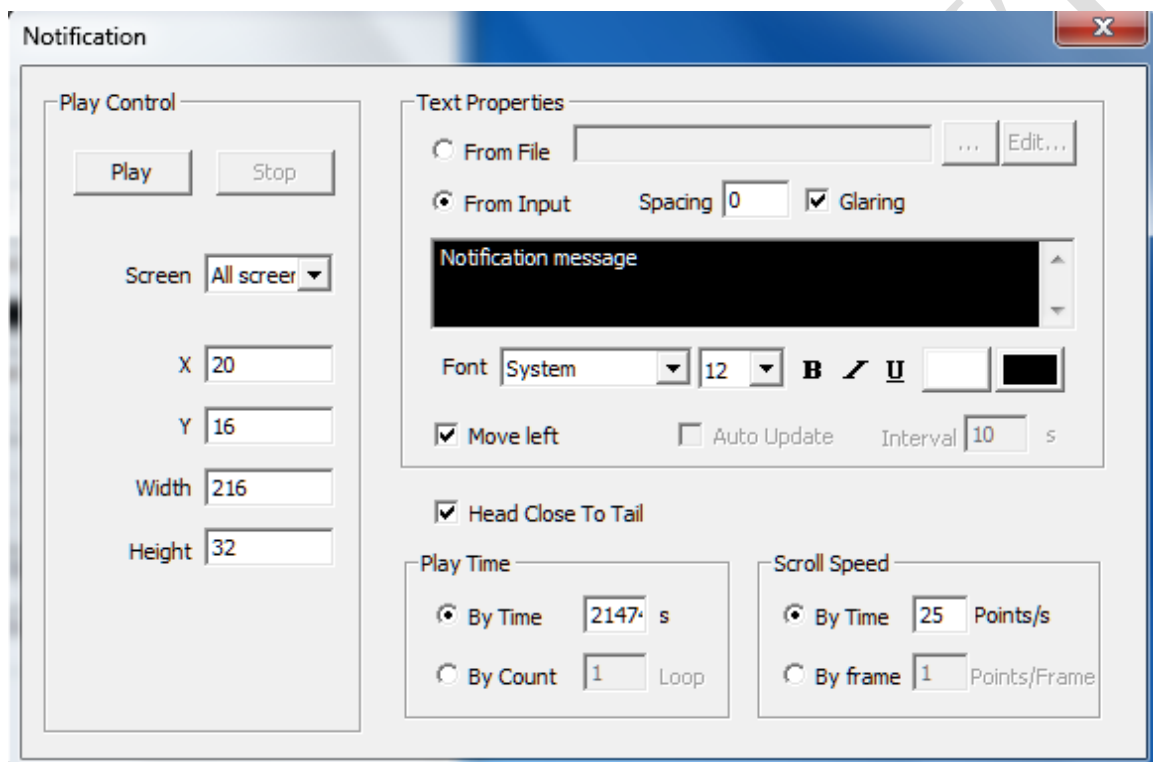 Notification
Play Control
Play
Stop
Screen
All screer
X
20
Y
16
Width
216
Height
32
Text Properties
From File
...
Edit...
From Input
Spacing
0
Glaring
Notification message
Font
System
12
B
I
U
Move left
Auto Update
Interval
10
s
Head Close To Tail
Play Time
By Time
21474
s
By Count
1
Loop
Scroll Speed
By Time
25
Points/s
By frame
1
Points/Frame